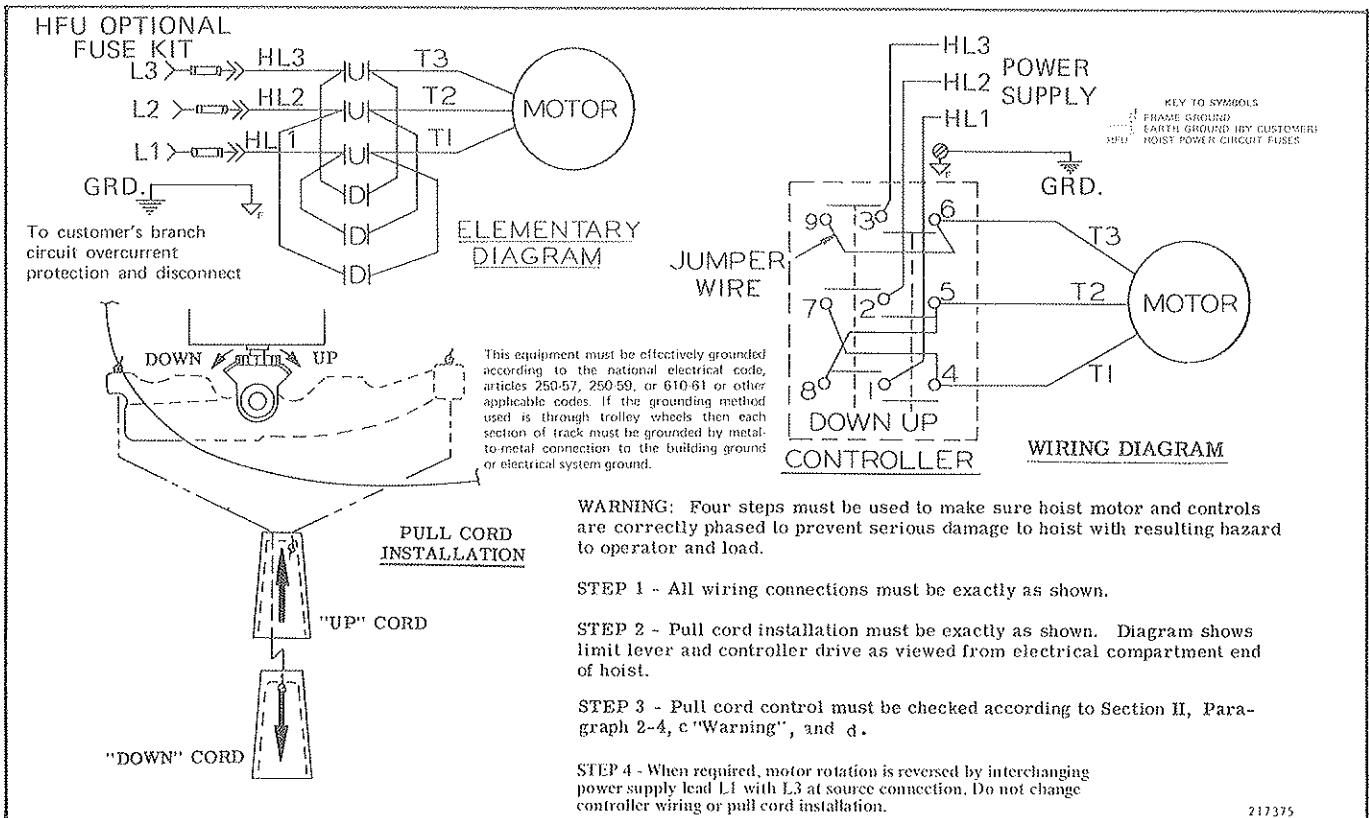 HFU OPTIONAL
FUSE KIT
L3 HL3 U T3
L2 HL2 U T2
L1 HL1 U T1
MOTOR
D
D
D
GRD.
F
To customer's branch
circuit overcurrent
protection and disconnect
ELEMENTARY
DIAGRAM
HL3
HL2
HL1
POWER
SUPPLY
KEY TO SYMBOLS
FRAME GROUND
EARTH GROUND (BY CUSTOMER)
HFU HOIST POWER CIRCUIT FUSES
F
GRD.
9 3 6
JUMPER
WIRE
7 2 5
8 1 4
T3
T2
T1
MOTOR
DOWN UP
CONTROLLER
WIRING DIAGRAM
DOWN UP
This equipment must be effectively grounded
according to the national electrical code,
articles 250-57, 250-59, or 610-61 or other
applicable codes. If the grounding method
used is through trolley wheels then each
section of track must be grounded by metal-
to-metal connection to the building ground
or electrical system ground.
PULL CORD
INSTALLATION
"UP" CORD
"DOWN" CORD
WARNING: Four steps must be used to make sure hoist motor and controls
are correctly phased to prevent serious damage to hoist with resulting hazard
to operator and load.
STEP 1 - All wiring connections must be exactly as shown.
STEP 2 - Pull cord installation must be exactly as shown. Diagram shows
limit lever and controller drive as viewed from electrical compartment end
of hoist.
STEP 3 - Pull cord control must be checked according to Section II, Para-
graph 2-4, c "Warning", and d.
STEP 4 - When required, motor rotation is reversed by interchanging
power supply lead L1 with L3 at source connection. Do not change
controller wiring or pull cord installation.
217375